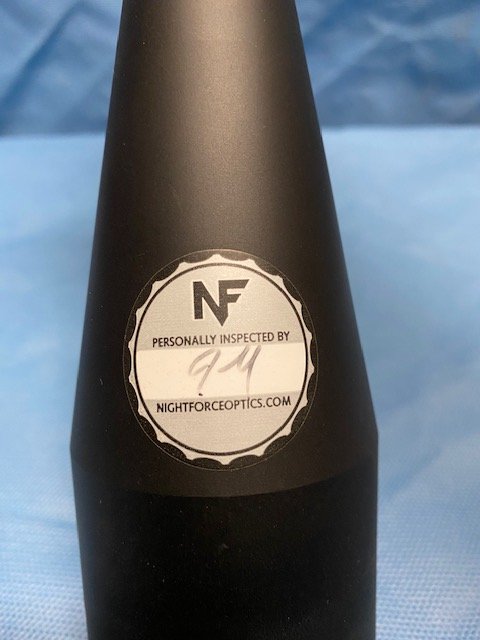 NF
PERSONALLY INSPECTED BY
NIGHTFORCEOPTICS.COM